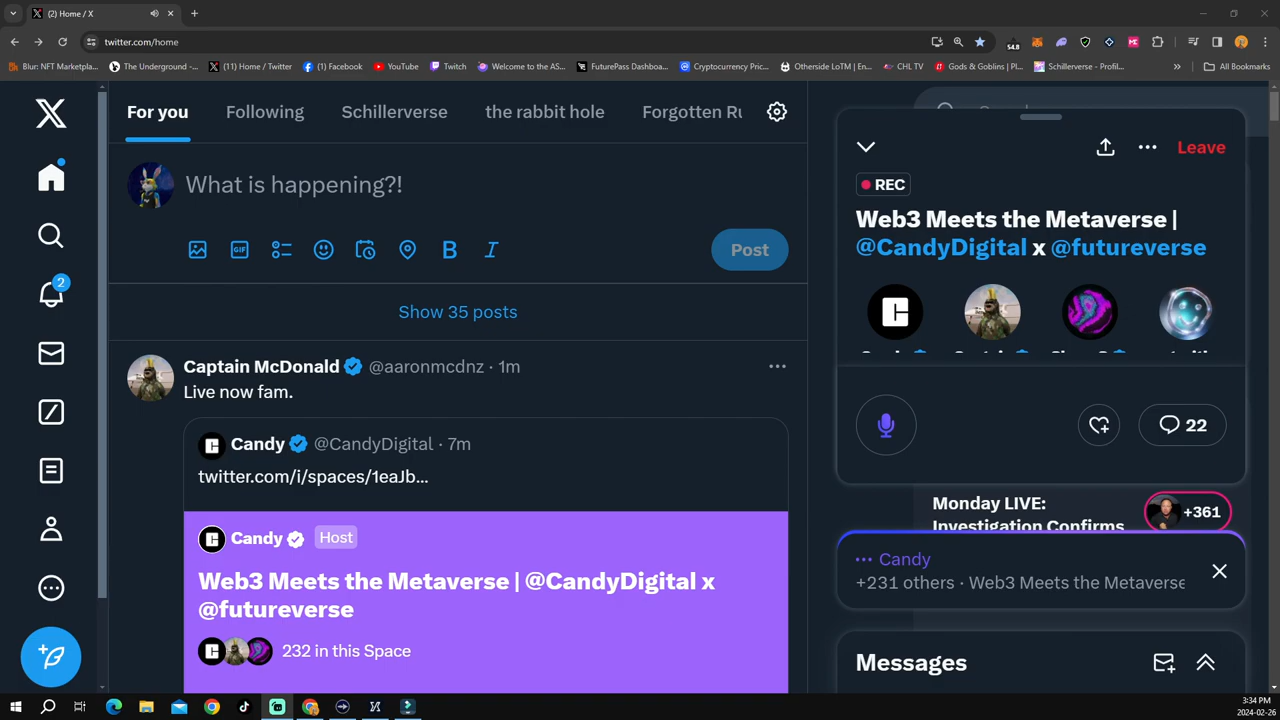 (2) Home / X
twitter.com/home
54.8
Blur: NFT Marketpla...
The Underground -...
(11) Home / Twitter
(1) Facebook
YouTube
Twitch
Welcome to the AS...
FuturePass Dashboa...
Cryptocurrency Pric...
Otherside LoTM | En...
CHL TV
Gods & Goblins | Pl...
Schillerverse - Profil...
All Bookmarks
For you
Following
Schillerverse
the rabbit hole
Forgotten Ru
What is happening?!
GIF
B
I
Post
Show 35 posts
2
Captain McDonald @aaronmcdnz · 1m
Live now fam.
Candy @CandyDigital · 7m
twitter.com/i/spaces/1eaJb...
Candy Host
Web3 Meets the Metaverse | @CandyDigital x
@futureverse
232 in this Space
Leave
REC
Web3 Meets the Metaverse |
@CandyDigital x @futureverse
22
Monday LIVE:
Investigation Confirms
+361
Candy
+231 others · Web3 Meets the Metaverse
Messages
3:34 PM
2024-02-26